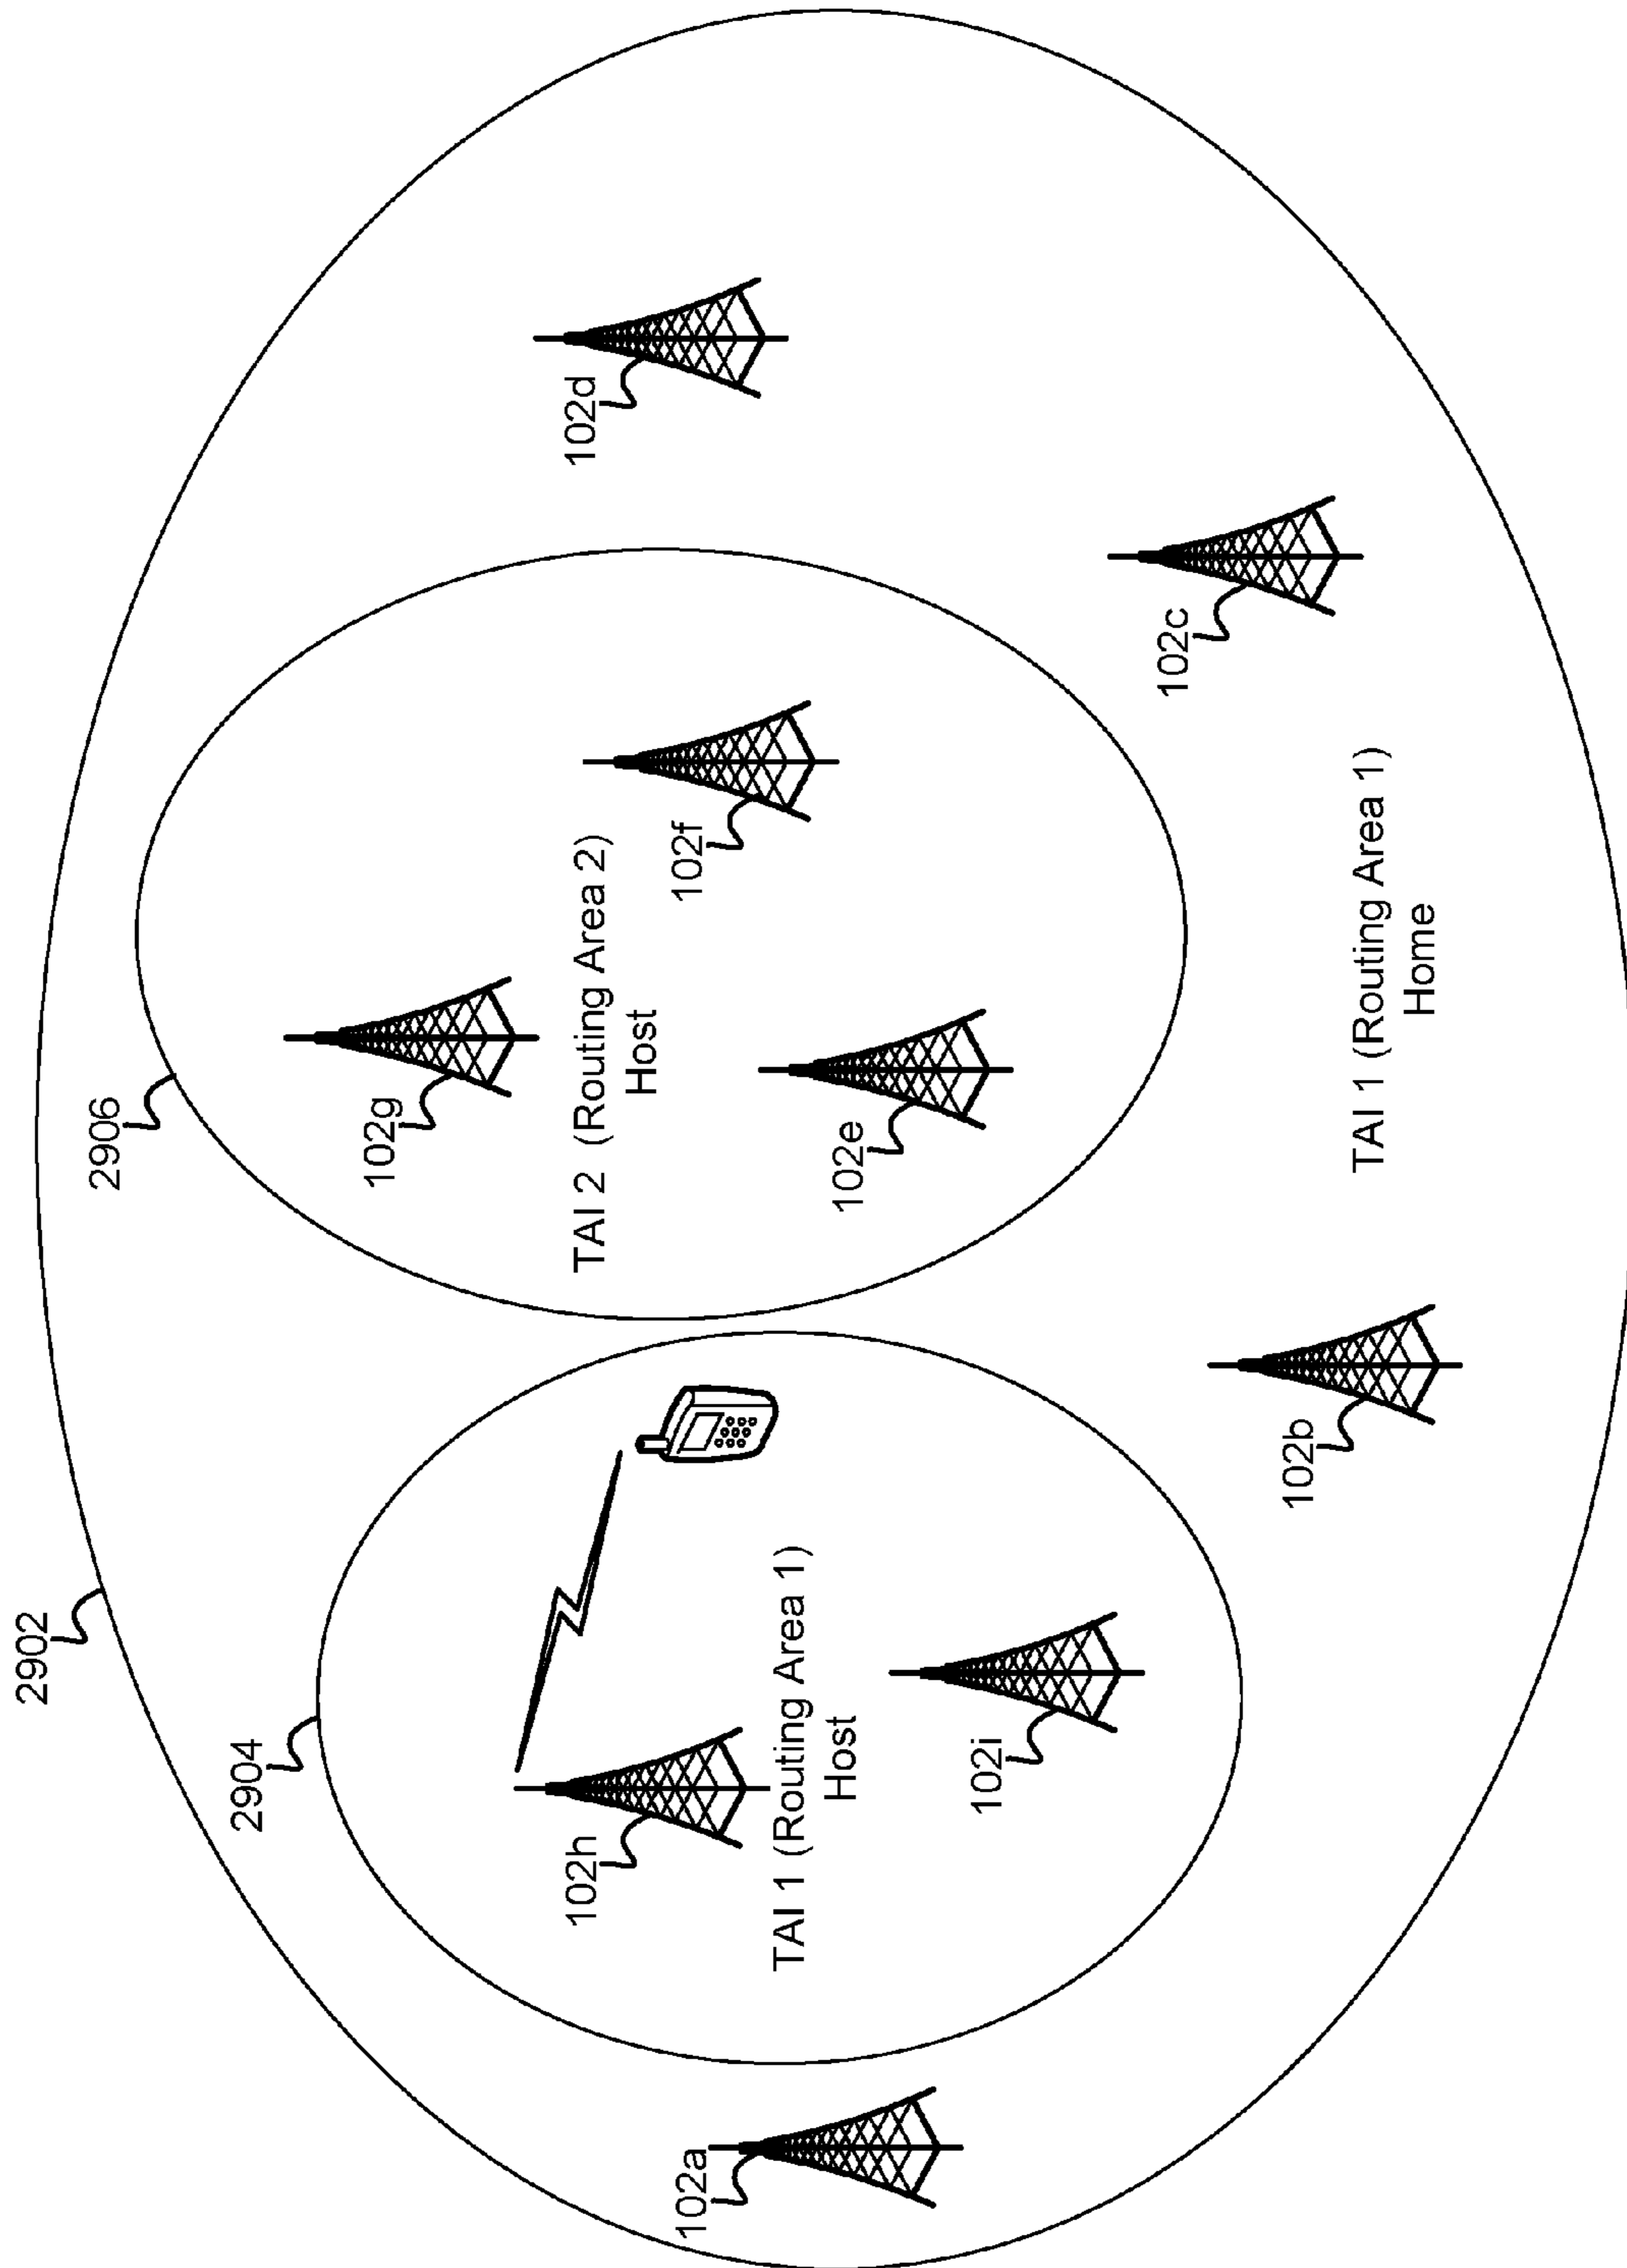 2902
2904
2906
102g
102d
102h
TAI 2 (Routing Area 2)
Host
102f
102a
TAI 1 (Routing Area 1)
Host
102e
102i
102c
102b
TAI 1 (Routing Area 1)
Home